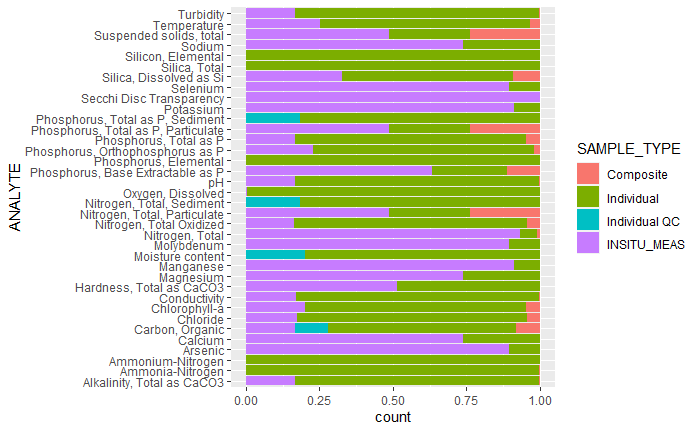 Turbidity
Temperature
Suspended solids, total
Sodium
Silicon, Elemental
Silica, Total
Silica, Dissolved as Si
Selenium
Secchi Disc Transparency
Potassium
Phosphorus, Total as P, Sediment
Phosphorus, Total as P, Particulate
Phosphorus, Total as P
Phosphorus, Orthophosphorus as P
Phosphorus, Elemental
Phosphorus, Base Extractable as P
pH
Oxygen, Dissolved
Nitrogen, Total, Sediment
Nitrogen, Total, Particulate
Nitrogen, Total Oxidized
Nitrogen, Total
Molybdenum
Moisture content
Manganese
Magnesium
Hardness, Total as CaCO3
Conductivity
Chlorophyll-a
Chloride
Carbon, Organic
Calcium
Arsenic
Ammonium-Nitrogen
Ammonia-Nitrogen
Alkalinity, Total as CaCO3
ANALYTE
0.00 0.25 0.50 0.75 1.00
count
SAMPLE_TYPE
Composite
Individual
Individual QC
INSITU_MEAS